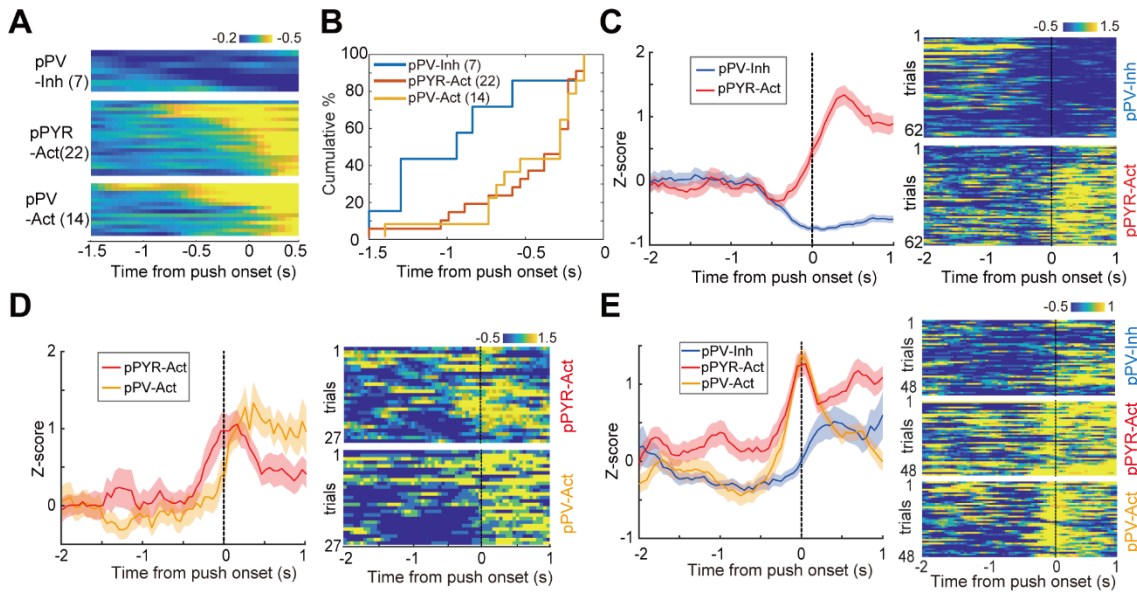 A
-0.2 -0.5
pPV
-Inh (7)
pPYR
-Act(22)
pPV
-Act (14)
-1.5 -1 -0.5 0 0.5
Time from push onset (s)
B
100
80
60
40
20
0
Cumulative %
pPV-Inh (7)
pPYR-Act (22)
pPV-Act (14)
-1.5 -1 -0.5 0
Time from push onset (s)
C
2
1
0
-1
Z-score
pPV-Inh
pPYR-Act
-2 -1 0 1
Time from push onset (s)
-0.5 1.5
1
trials
62
pPV-Inh
1
trials
62
pPYR-Act
-2 -1 0 1
Time from push onset (s)
D
2
1
0
Z-score
pPYR-Act
pPV-Act
-2 -1 0 1
Time from push onset (s)
-0.5 1.5
1
trials
27
pPYR-Act
1
trials
27
pPV-Act
-2 -1 0 1
Time from push onset (s)
E
1
0
-1
Z-score
pPV-Inh
pPYR-Act
pPV-Act
-2 -1 0 1
Time from push onset (s)
-0.5 1
1
trials
48
pPV-Inh
1
trials
48
pPYR-Act
1
trials
48
pPV-Act
-2 -1 0 1
Time from push onset (s)